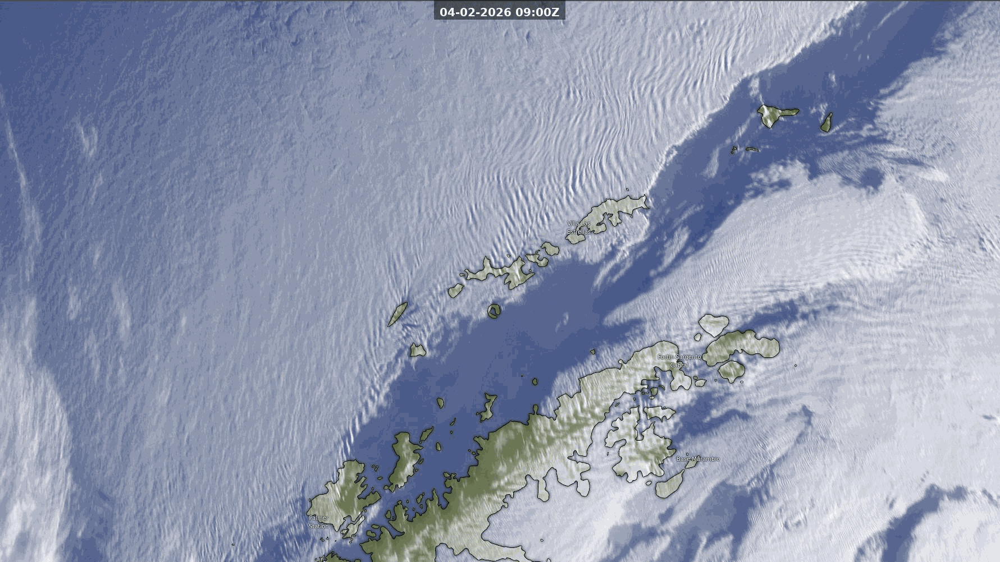 04-02-2026 09:00Z
Villa Las
Estrellas
Fortín Sargento
Cabral
Base Marambio
Palmer
Station